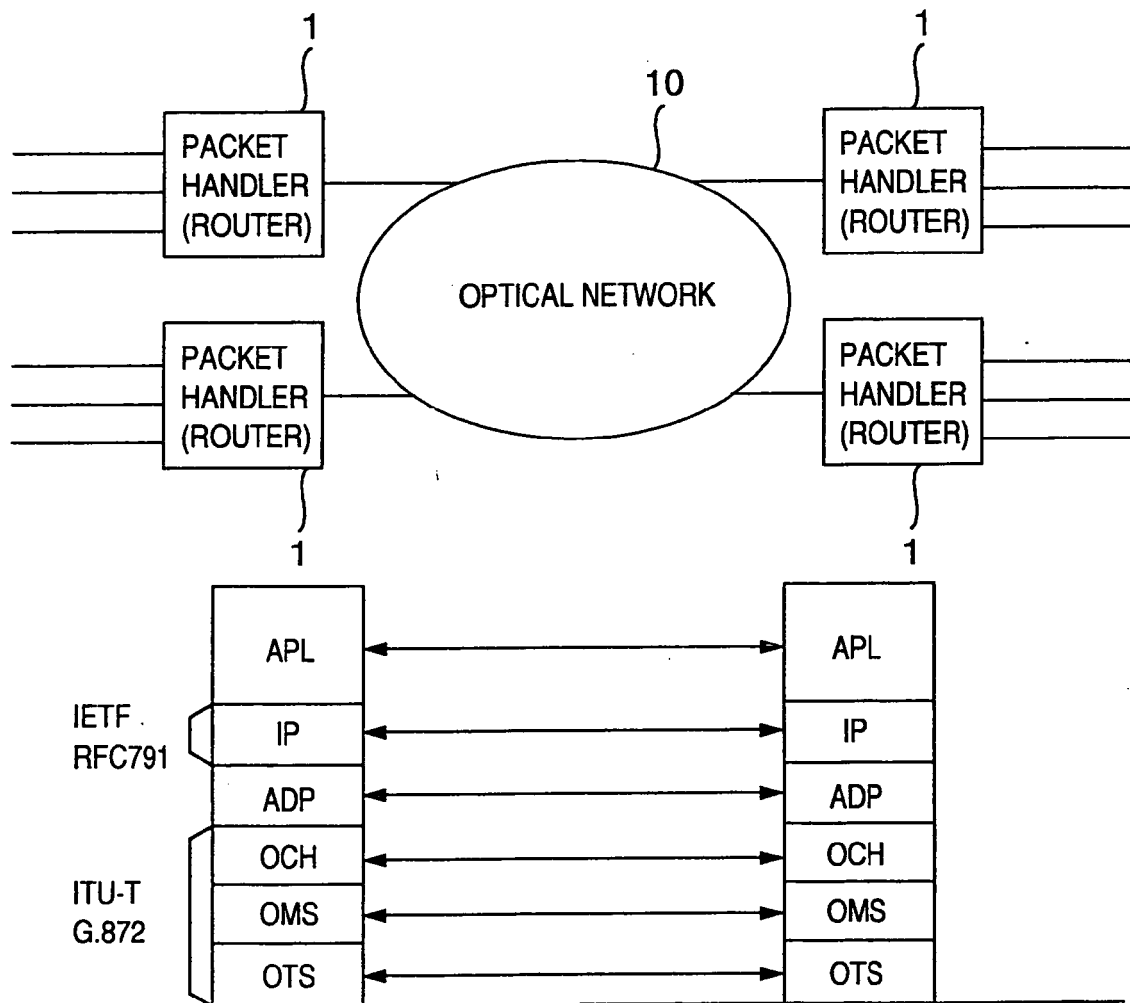 1
1
10
PACKET
HANDLER
(ROUTER)
PACKET
HANDLER
(ROUTER)
OPTICAL NETWORK
PACKET
HANDLER
(ROUTER)
PACKET
HANDLER
(ROUTER)
1
1
APL
APL
IETF
RFC791
IP
IP
ADP
ADP
OCH
OCH
ITU-T
G.872
OMS
OMS
OTS
OTS